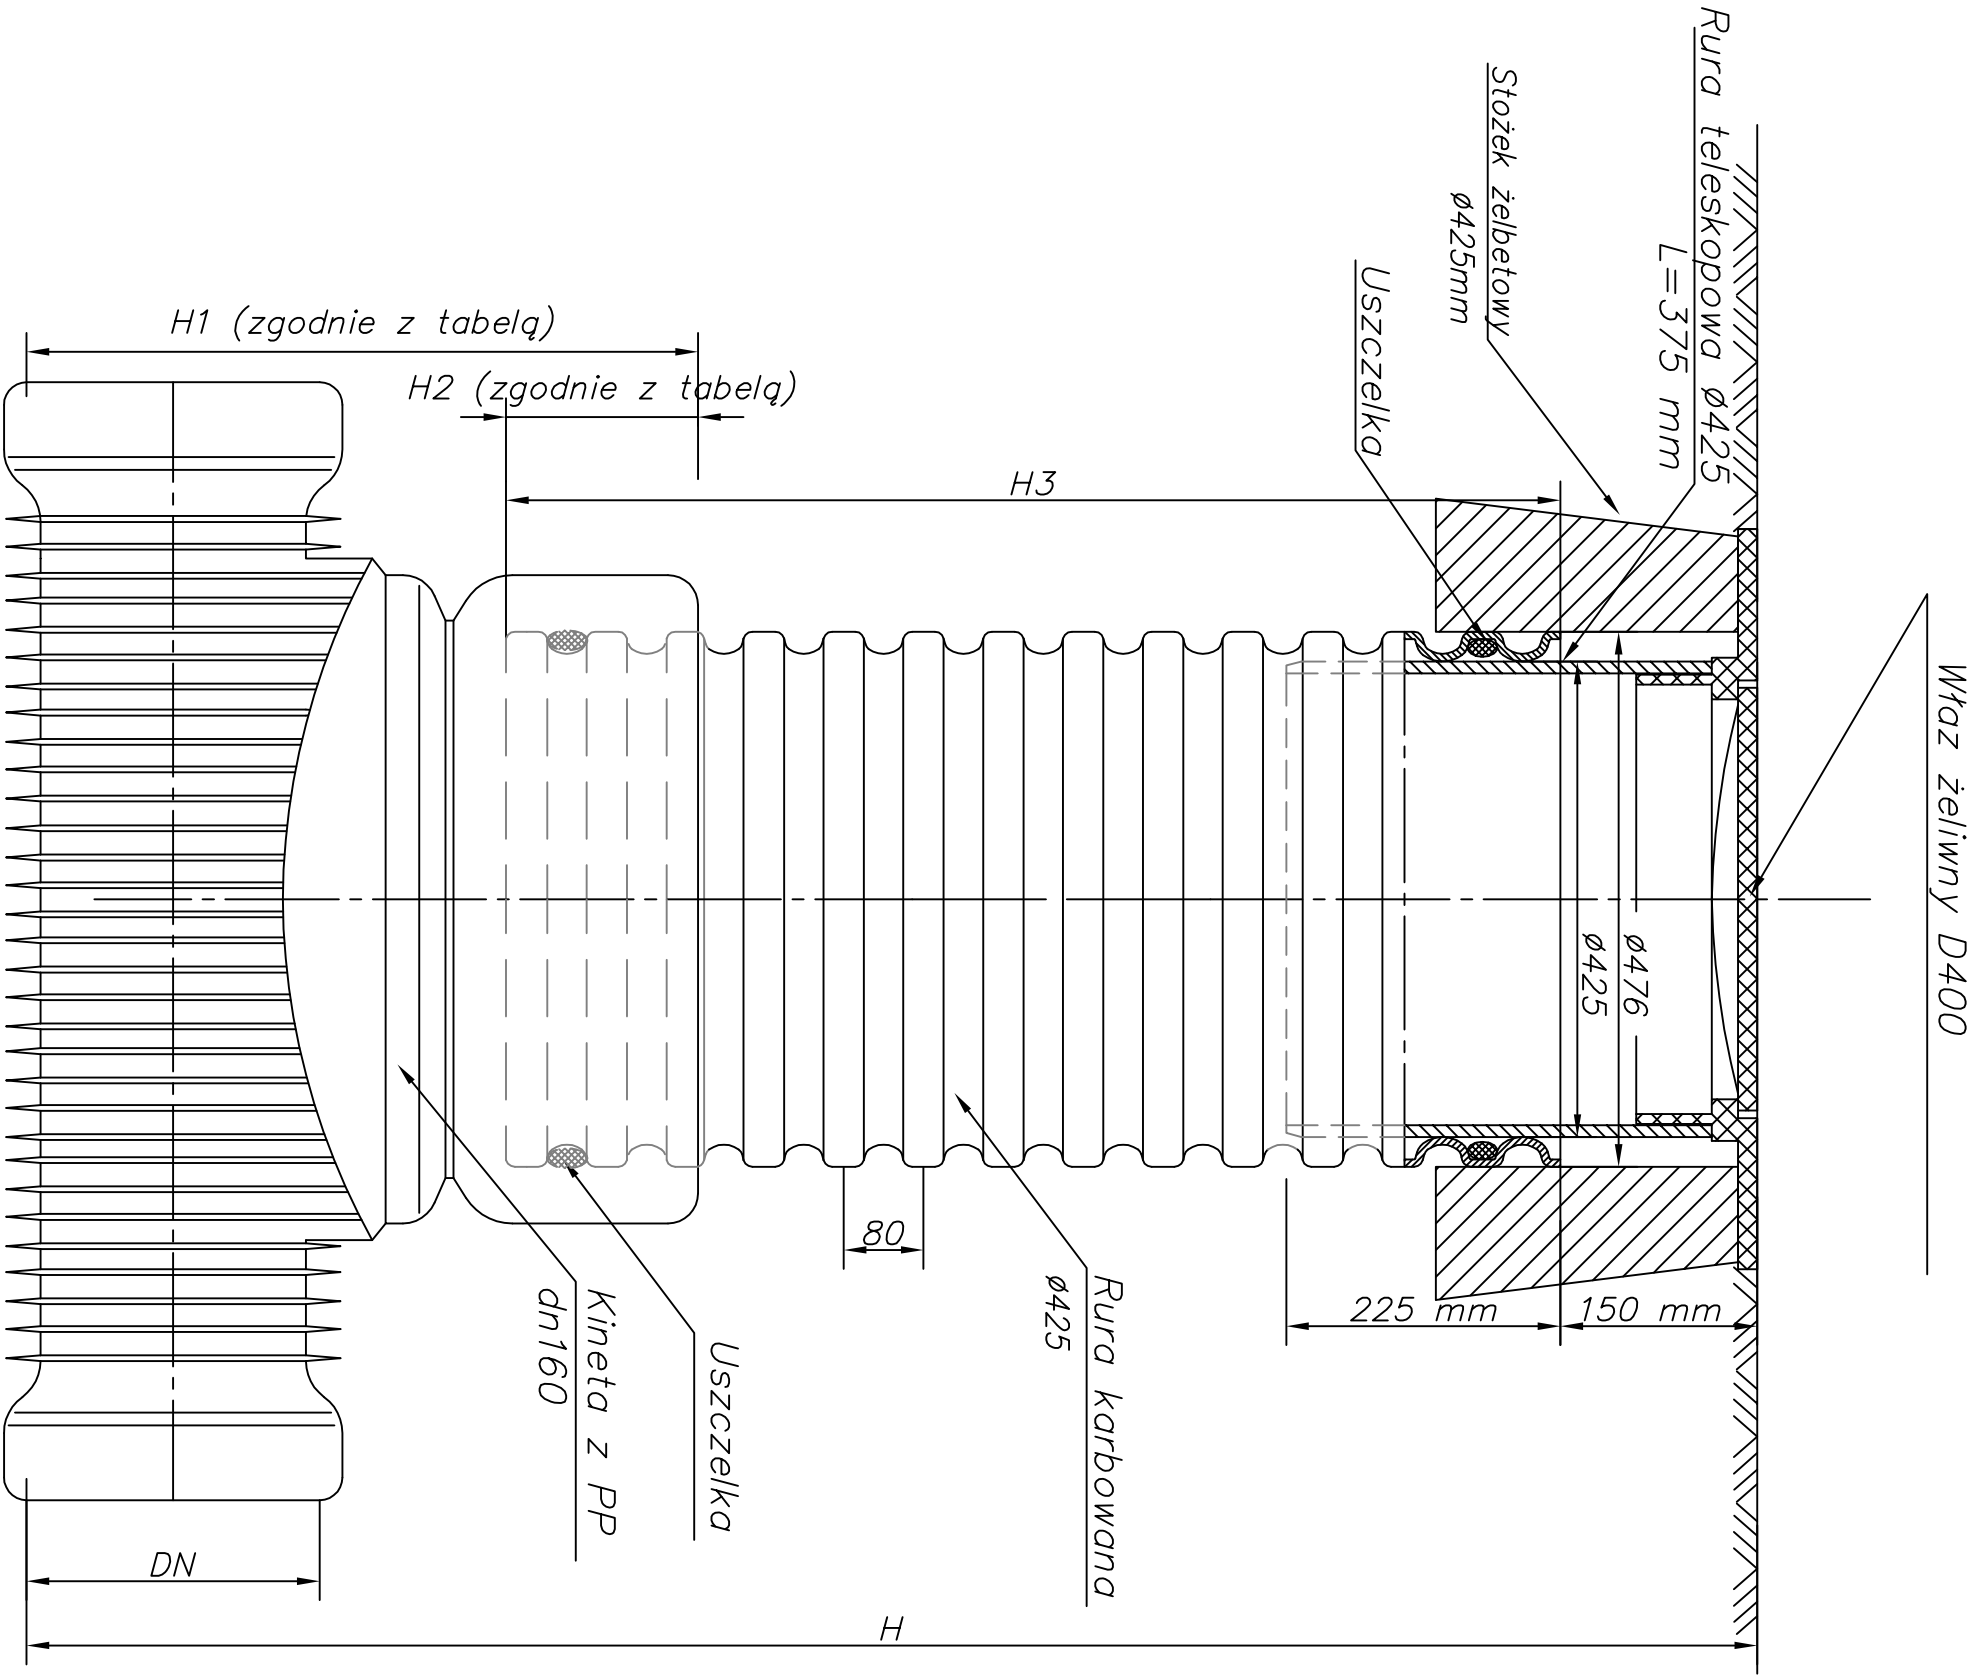 Właz żeliwny D400
Rura teleskopowa ø425
L=375 mm
Stożek żelbetowy
ø425mm
Uszczelka
H1 (zgodnie z tabelą)
H2 (zgodnie z tabelą)
H3
ø476
ø425
80
225 mm
150 mm
Rura karbowana
ø425
Uszczelka
Kineta z PP
dn160
DN
H